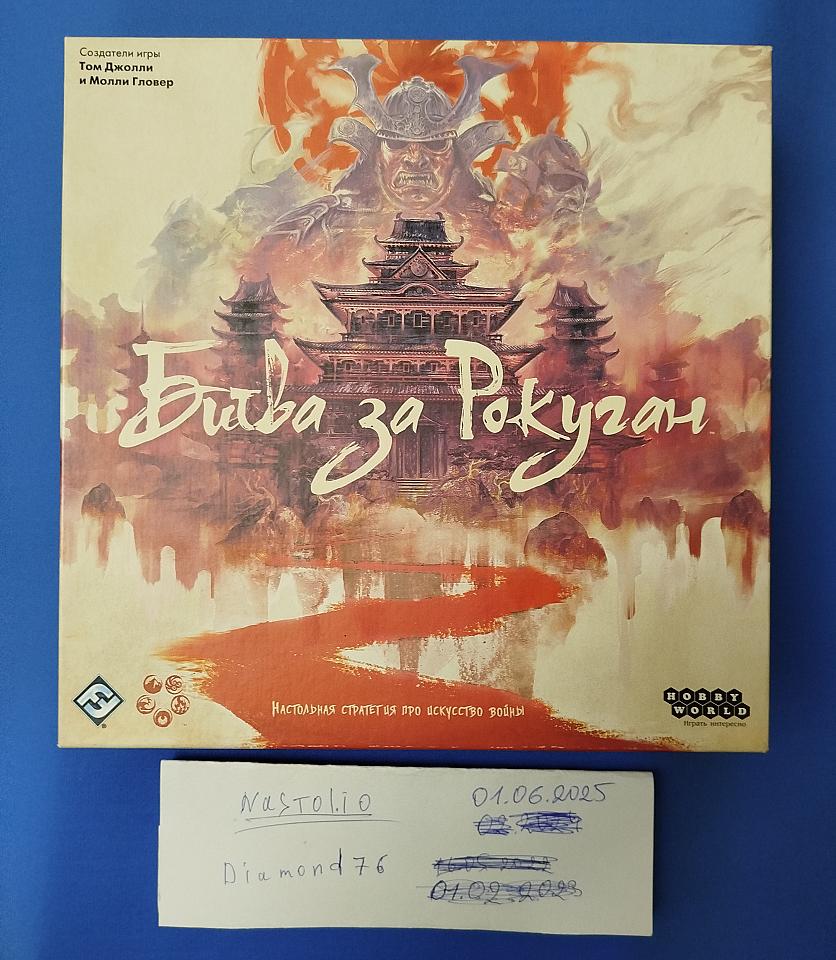 Создатели игры
Том Джолли
и Молли Гловер
Битва за Рокуган
Настольная стратегия про искусство войны
HOBBY
WORLD
Играть интересно
Nastol.io
01.06.2025
Diamond76
01.02.2023